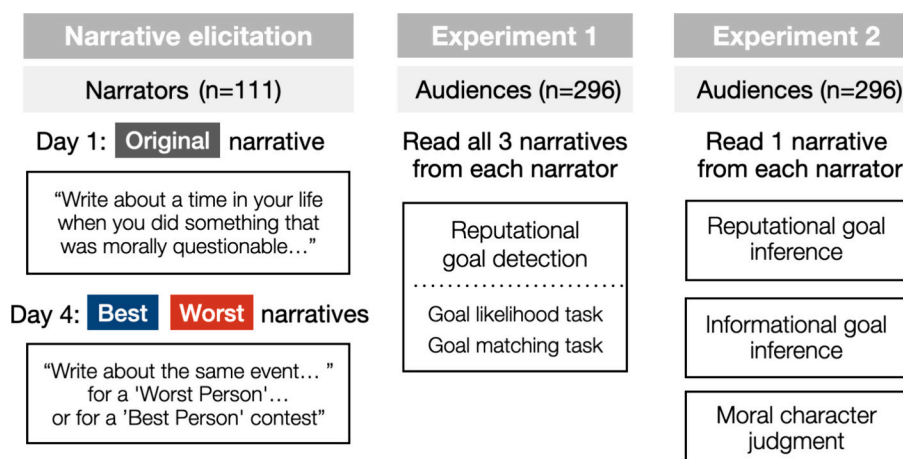 Narrative elicitation
Narrators (n=111)
Day 1: Original narrative
“Write about a time in your life
when you did something that
was morally questionable…”
Day 4: Best Worst narratives
“Write about the same event… ”
for a 'Worst Person'…
or for a ’Best Person' contest”
Experiment 1
Audiences (n=296)
Read all 3 narratives
from each narrator
Reputational
goal detection
Goal likelihood task
Goal matching task
Experiment 2
Audiences (n=296)
Read 1 narrative
from each narrator
Reputational goal
inference
Informational goal
inference
Moral character
judgment